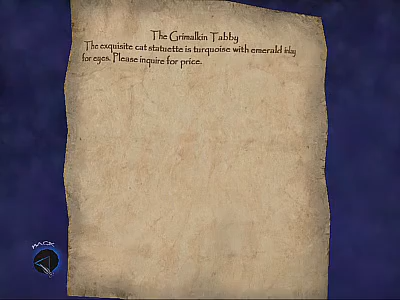 The Grimalkin Tabby
The exquisite cat statuette is turquoise with emerald inlay
for eyes. Please inquire for price.
BACK